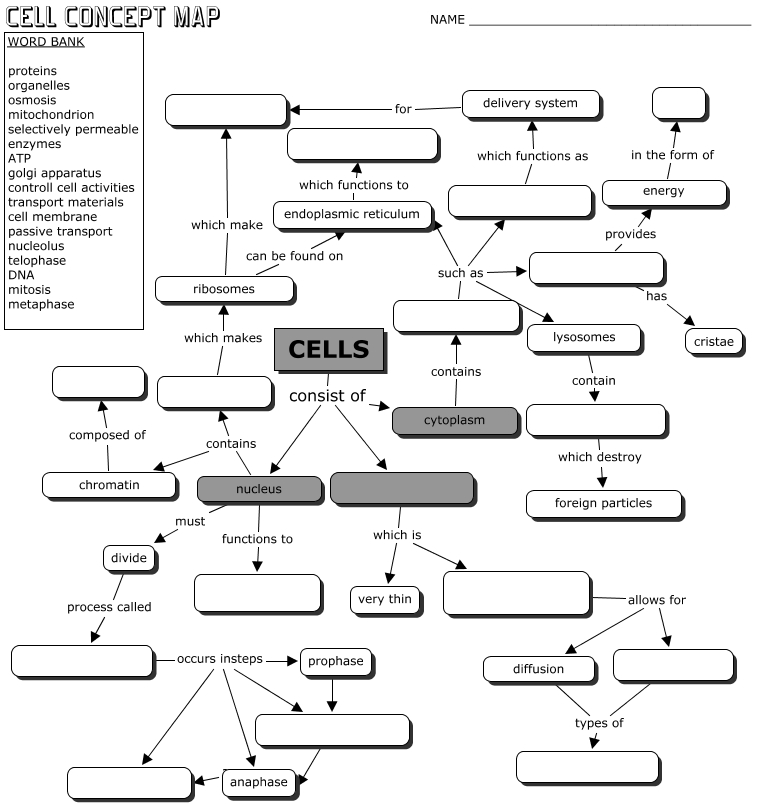 CELL CONCEPT MAP
NAME
WORD BANK
proteins
organelles
osmosis
mitochondrion
selectively permeable
enzymes
ATP
golgi apparatus
controll cell activities
transport materials
cell membrane
passive transport
nucleolus
telophase
DNA
mitosis
metaphase
for
delivery system
which functions as
in the form of
which functions to
energy
endoplasmic reticulum
which make
provides
can be found on
such as
ribosomes
has
which makes
lysosomes
cristae
CELLS
contains
contain
consist of
cytoplasm
composed of
contains
which destroy
chromatin
nucleus
foreign particles
must
functions to
which is
divide
very thin
process called
allows for
occurs insteps
prophase
diffusion
types of
anaphase